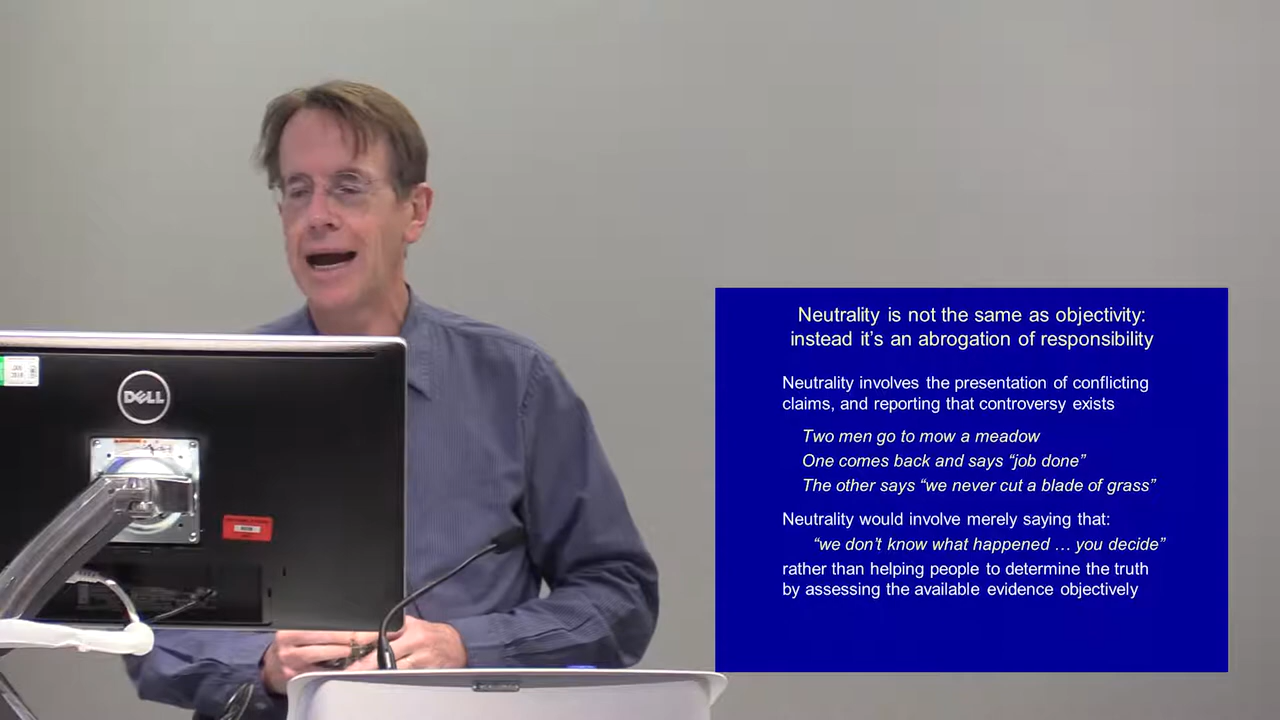 Neutrality is not the same as objectivity:
instead it's an abrogation of responsibility
Neutrality involves the presentation of conflicting
claims, and reporting that controversy exists
Two men go to mow a meadow
One comes back and says “job done”
The other says “we never cut a blade of grass”
Neutrality would involve merely saying that:
“we don't know what happened … you decide”
rather than helping people to determine the truth
by assessing the available evidence objectively
DELL